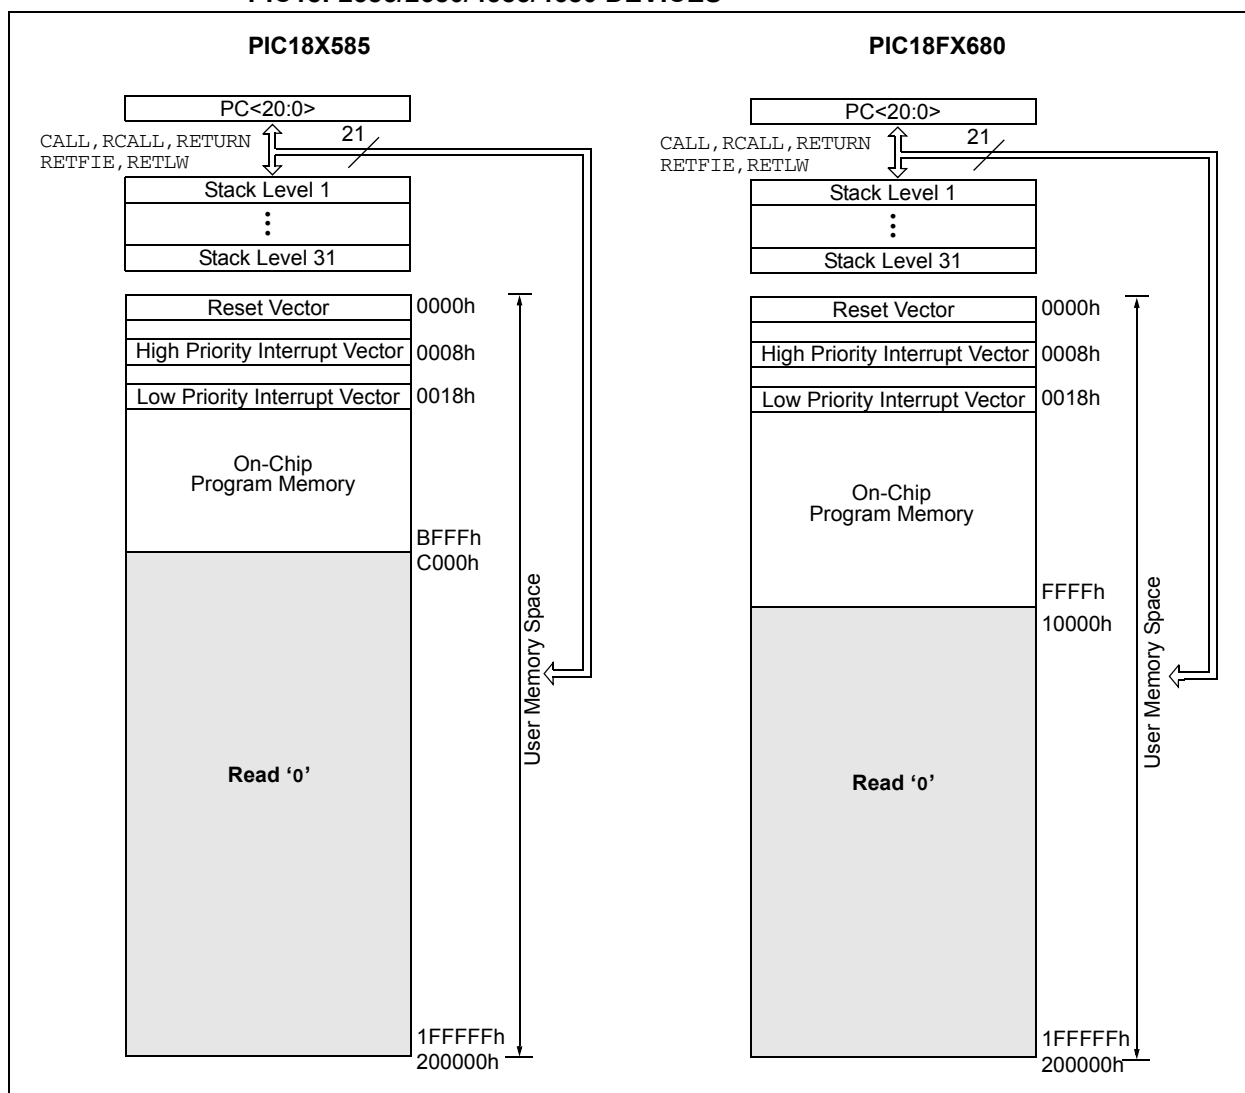 PIC18X585
PC<20:0>
CALL,RCALL,RETURN
RETFIE,RETLW
21
Stack Level 1
Stack Level 31
Reset Vector
0000h
High Priority Interrupt Vector
0008h
Low Priority Interrupt Vector
0018h
On-Chip
Program Memory
BFFFh
C000h
User Memory Space
Read ‘0’
1FFFFFh
200000h
PIC18FX680
PC<20:0>
CALL,RCALL,RETURN
RETFIE,RETLW
21
Stack Level 1
Stack Level 31
Reset Vector
0000h
High Priority Interrupt Vector
0008h
Low Priority Interrupt Vector
0018h
On-Chip
Program Memory
FFFFh
10000h
User Memory Space
Read ‘0’
1FFFFFh
200000h